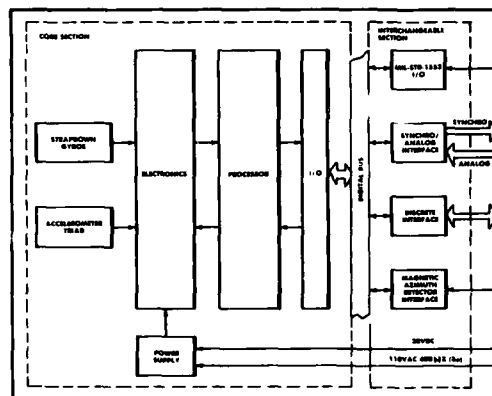 CORE SECTION
INTERCHANGEABLE
SECTION
MIL-STD-1553
I/O
STRAPDOWN
GYROS
ELECTRONICS
PROCESSOR
I/O
DIGITAL BUS
SYNCHRO/
ANALOG
INTERFACE
SYNCHRO
ANALOG
ACCELEROMETER
TRIAD
DISCRETE
INTERFACE
MAGNETIC
AZIMUTH
DETECTOR
INTERFACE
POWER
SUPPLY
28VDC